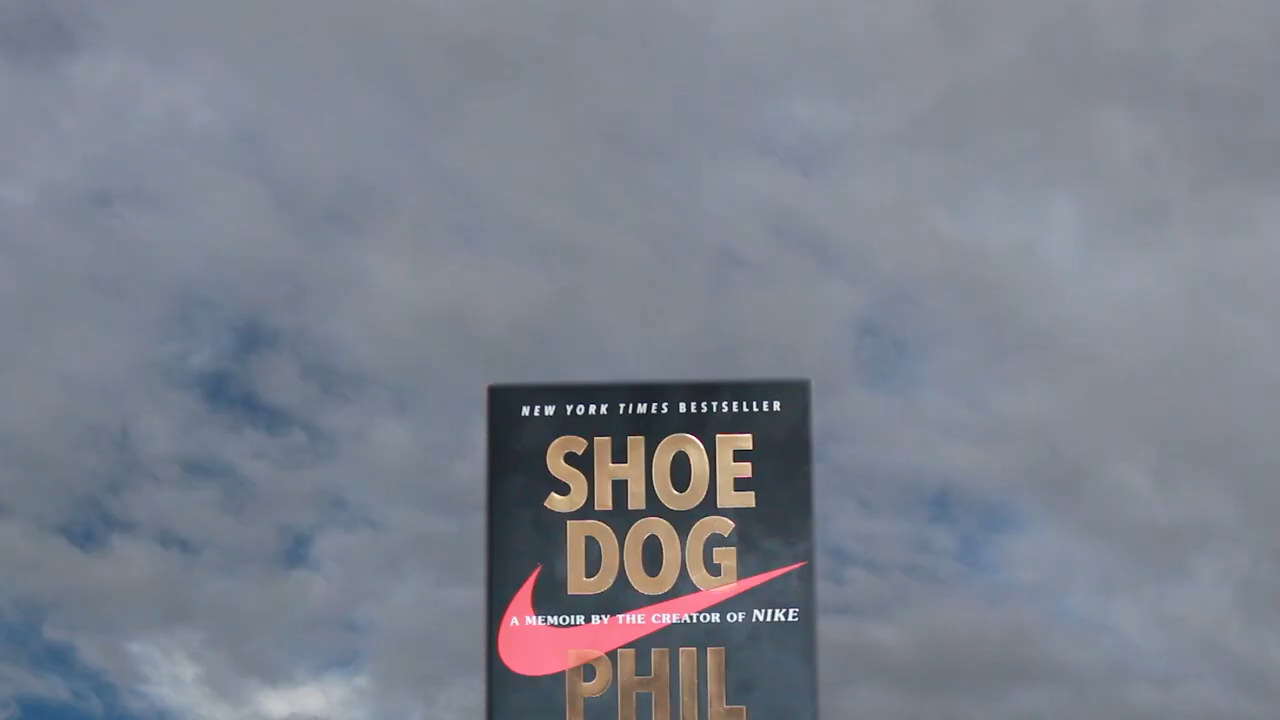 NEW YORK TIMES BESTSELLER
SHOE
DOG
A MEMOIR BY THE CREATOR OF NIKE
PHIL